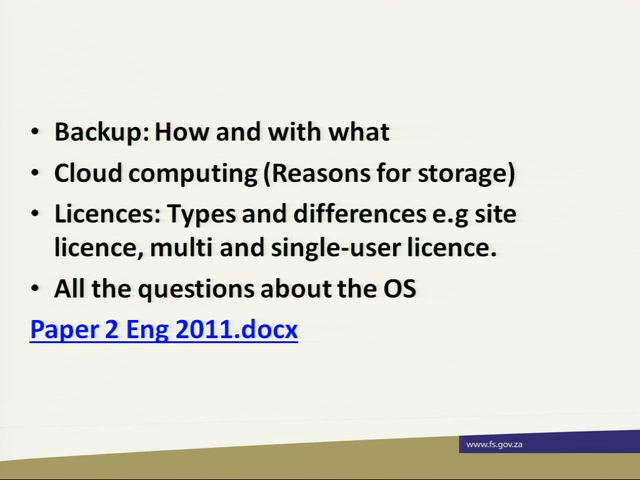 • Backup: How and with what
• Cloud computing (Reasons for storage)
• Licences: Types and differences e.g site
licence, multi and single-user licence.
• All the questions about the OS
Paper 2 Eng 2011.docx
www.fs.gov.za